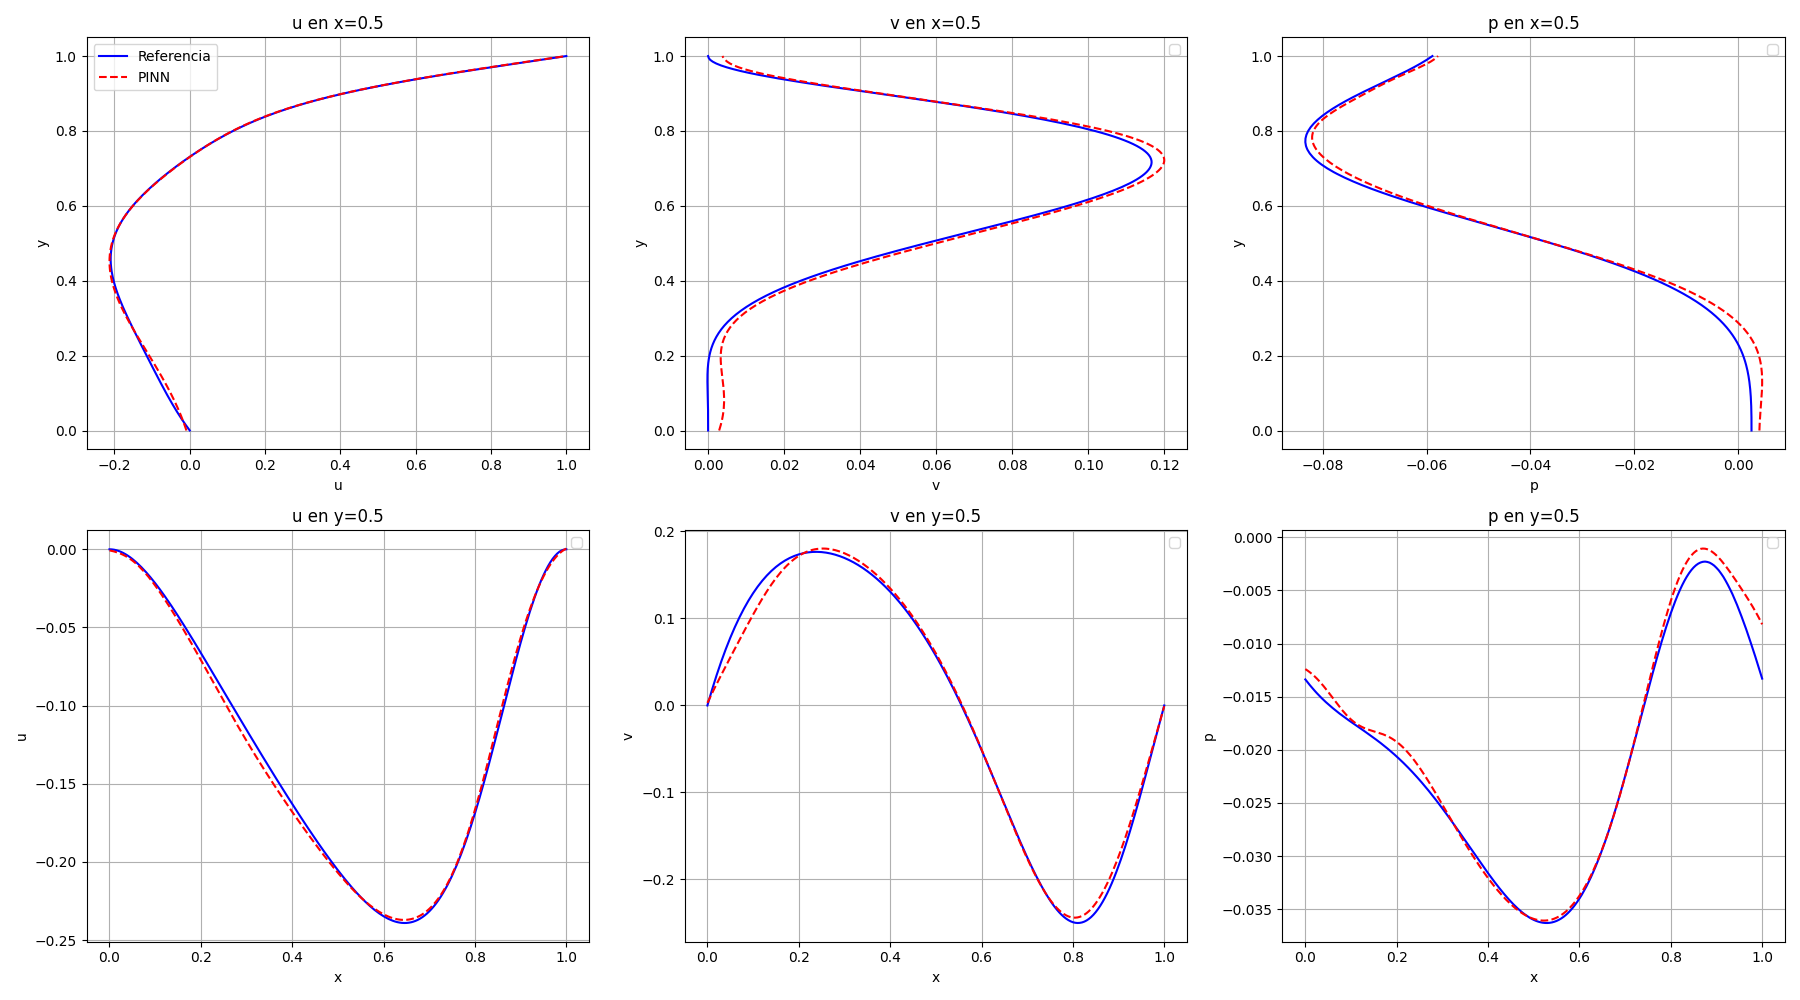 u en x=0.5
Referencia
PINN
1.0
0.8
0.6
0.4
0.2
0.0
y
−0.2 0.0 0.2 0.4 0.6 0.8 1.0
u
v en x=0.5
1.0
0.8
0.6
0.4
0.2
0.0
y
0.00 0.02 0.04 0.06 0.08 0.10 0.12
v
p en x=0.5
1.0
0.8
0.6
0.4
0.2
0.0
y
−0.08 −0.06 −0.04 −0.02 0.00
p
u en y=0.5
0.00
−0.05
−0.10
−0.15
−0.20
−0.25
u
0.0 0.2 0.4 0.6 0.8 1.0
x
v en y=0.5
0.2
0.1
0.0
−0.1
−0.2
v
0.0 0.2 0.4 0.6 0.8 1.0
x
p en y=0.5
0.000
−0.005
−0.010
−0.015
−0.020
−0.025
−0.030
−0.035
p
0.0 0.2 0.4 0.6 0.8 1.0
x